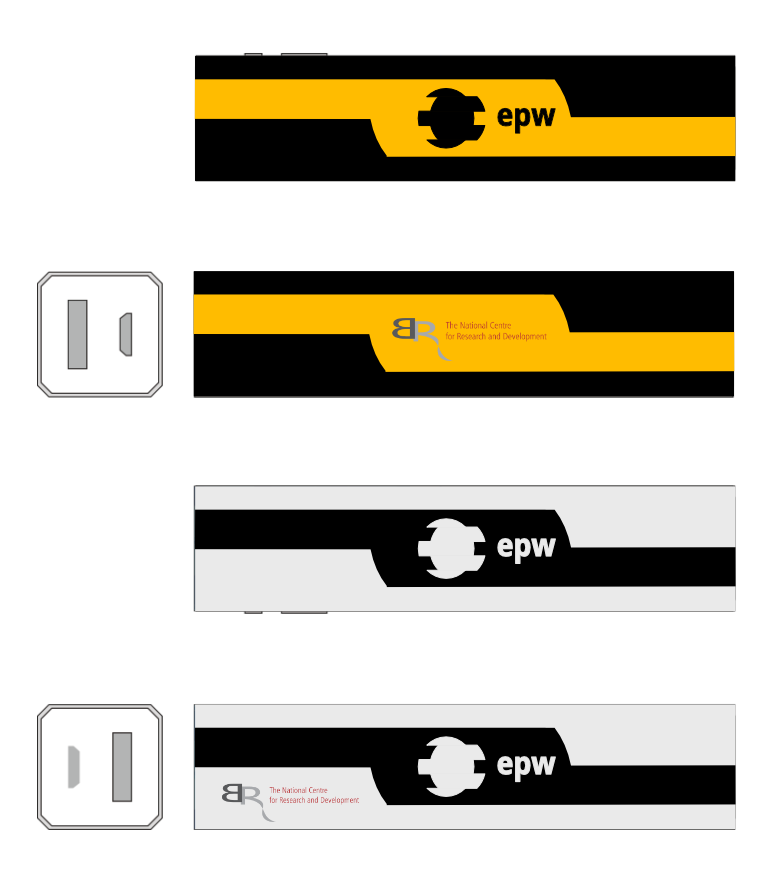 epw
BR The National Centre
for Research and Development
epw
epw
BR The National Centre
for Research and Development